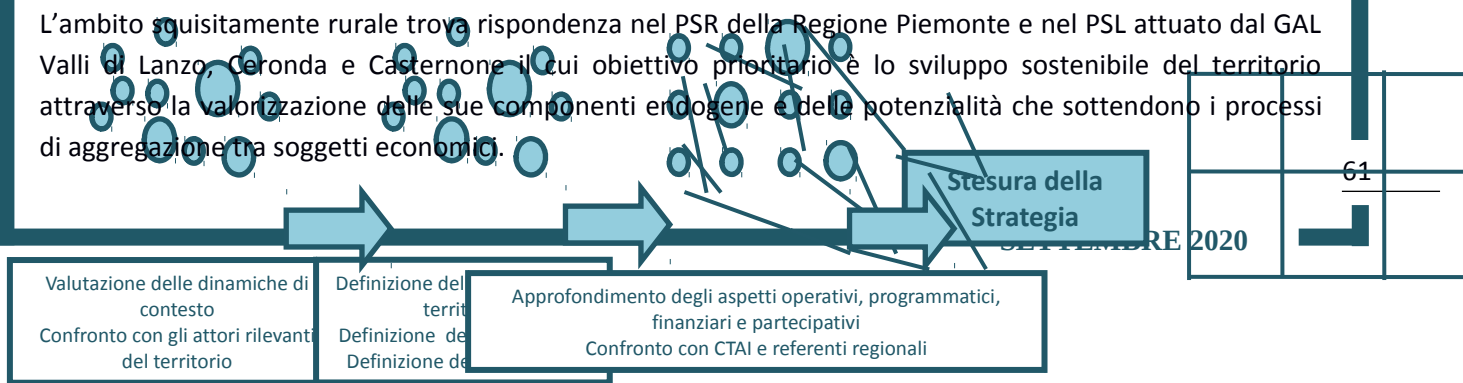 L'ambito squisitamente rurale trova rispondenza nel PSR della Regione Piemonte e nel PSL attuato dal GAL
Valli di Lanzo, Ceronda e Casternone il cui obiettivo prioritario è lo sviluppo sostenibile del territorio
attraverso la valorizzazione delle sue componenti endogene e delle potenzialità che sottendono i processi
di aggregazione tra soggetti economici.
61
Stesura della
Strategia
SETTEMBRE 2020
Valutazione delle dinamiche di
contesto
Confronto con gli attori rilevanti
del territorio
Definizione del
territ
Definizione de
Definizione de
Approfondimento degli aspetti operativi, programmatici,
finanziari e partecipativi
Confronto con CTAI e referenti regionali